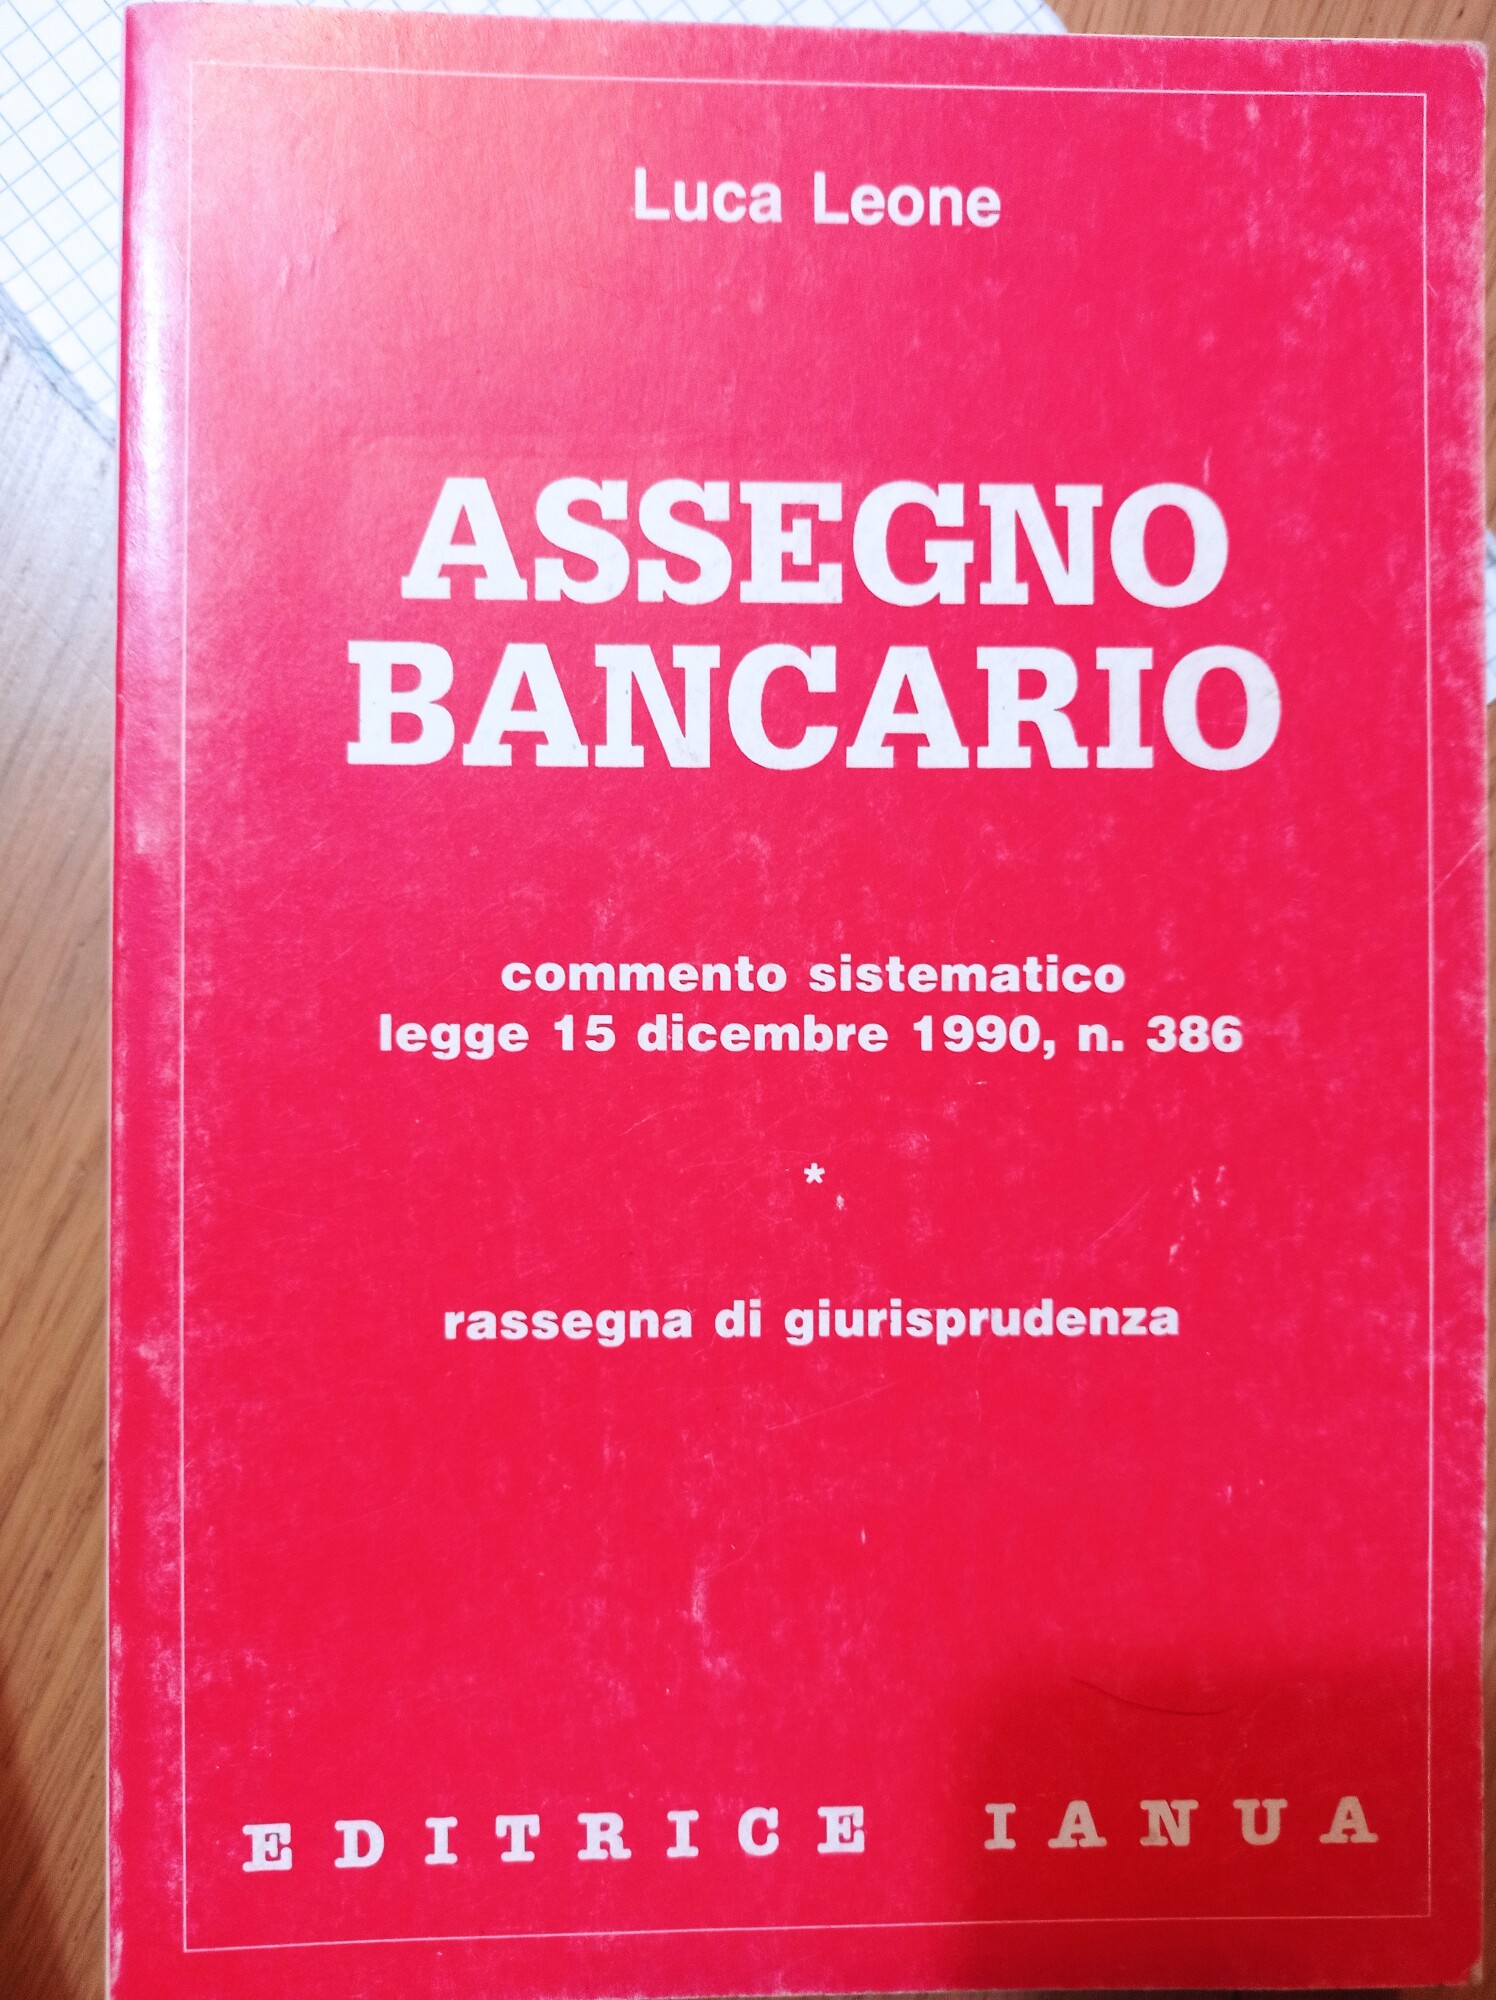 Luca Leone
ASSEGNO
BANCARIO
commento sistematico
legge 15 dicembre 1990, n. 386
*
rassegna di giurisprudenza
EDITRICE IANUA